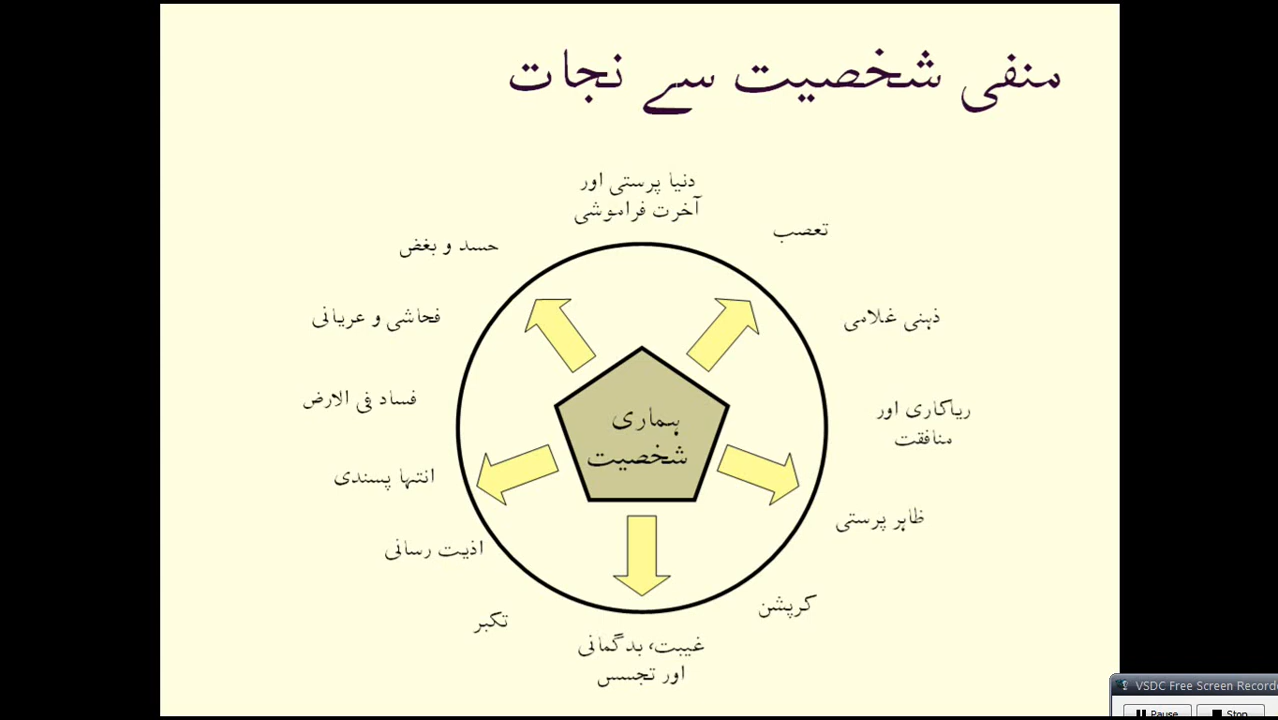 منفی شخصیت سے نجات
دنیا پرستی اور
آخرت فراموشی
تعصب
ذہنی غلامی
ریاکاری اور
منافقت
ظاہر پرستی
کرپشن
غیبت، بدگمانی
اور تجسس
تکبر
اذیت رسانی
انتہا پسندی
فساد فی الارض
فحاشی و عریانی
حسد و بغض
ہماری
شخصیت
VSDC Free Screen Recorde
Pause
Stop